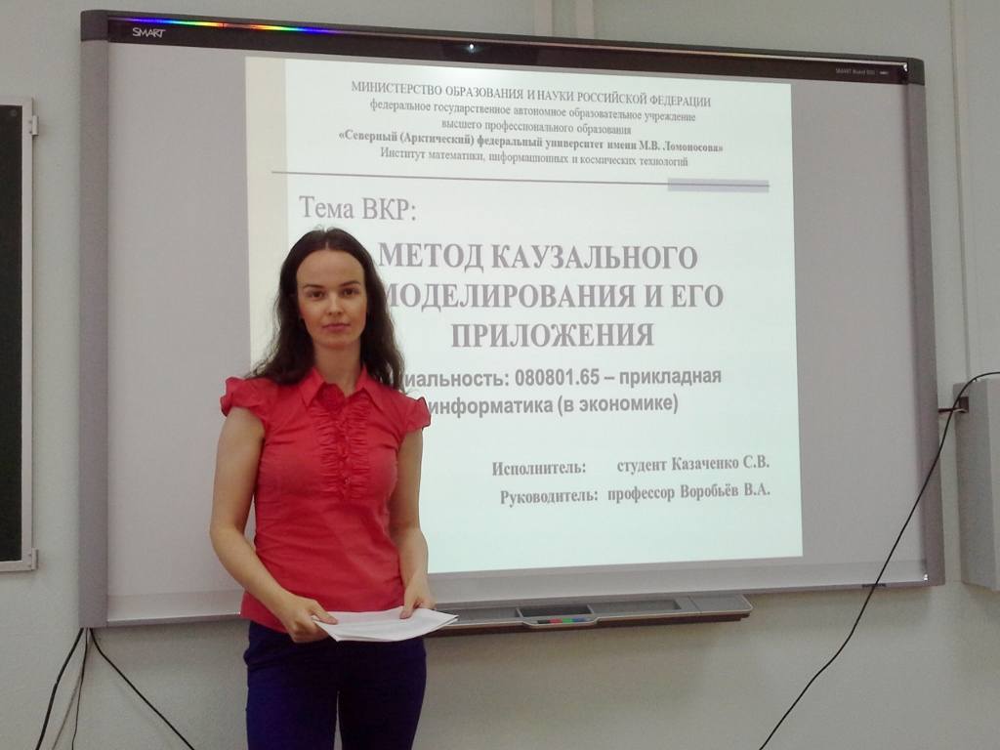 SMART
МИНИСТЕРСТВО ОБРАЗОВАНИЯ И НАУКИ РОССИЙСКОЙ ФЕДЕРАЦИИ
федеральное государственное автономное образовательное учреждение
высшего профессионального образования
«Северный (Арктический) федеральный университет имени М.В. Ломоносова»
Институт математики, информационных и космических технологий
Тема ВКР:
МЕТОД КАУЗАЛЬНОГО
МОДЕЛИРОВАНИЯ И ЕГО
ПРИЛОЖЕНИЯ
иальность: 080801.65 – прикладная
информатика (в экономике)
Исполнитель: студент Казаченко С.В.
Руководитель: профессор Воробьёв В.А.